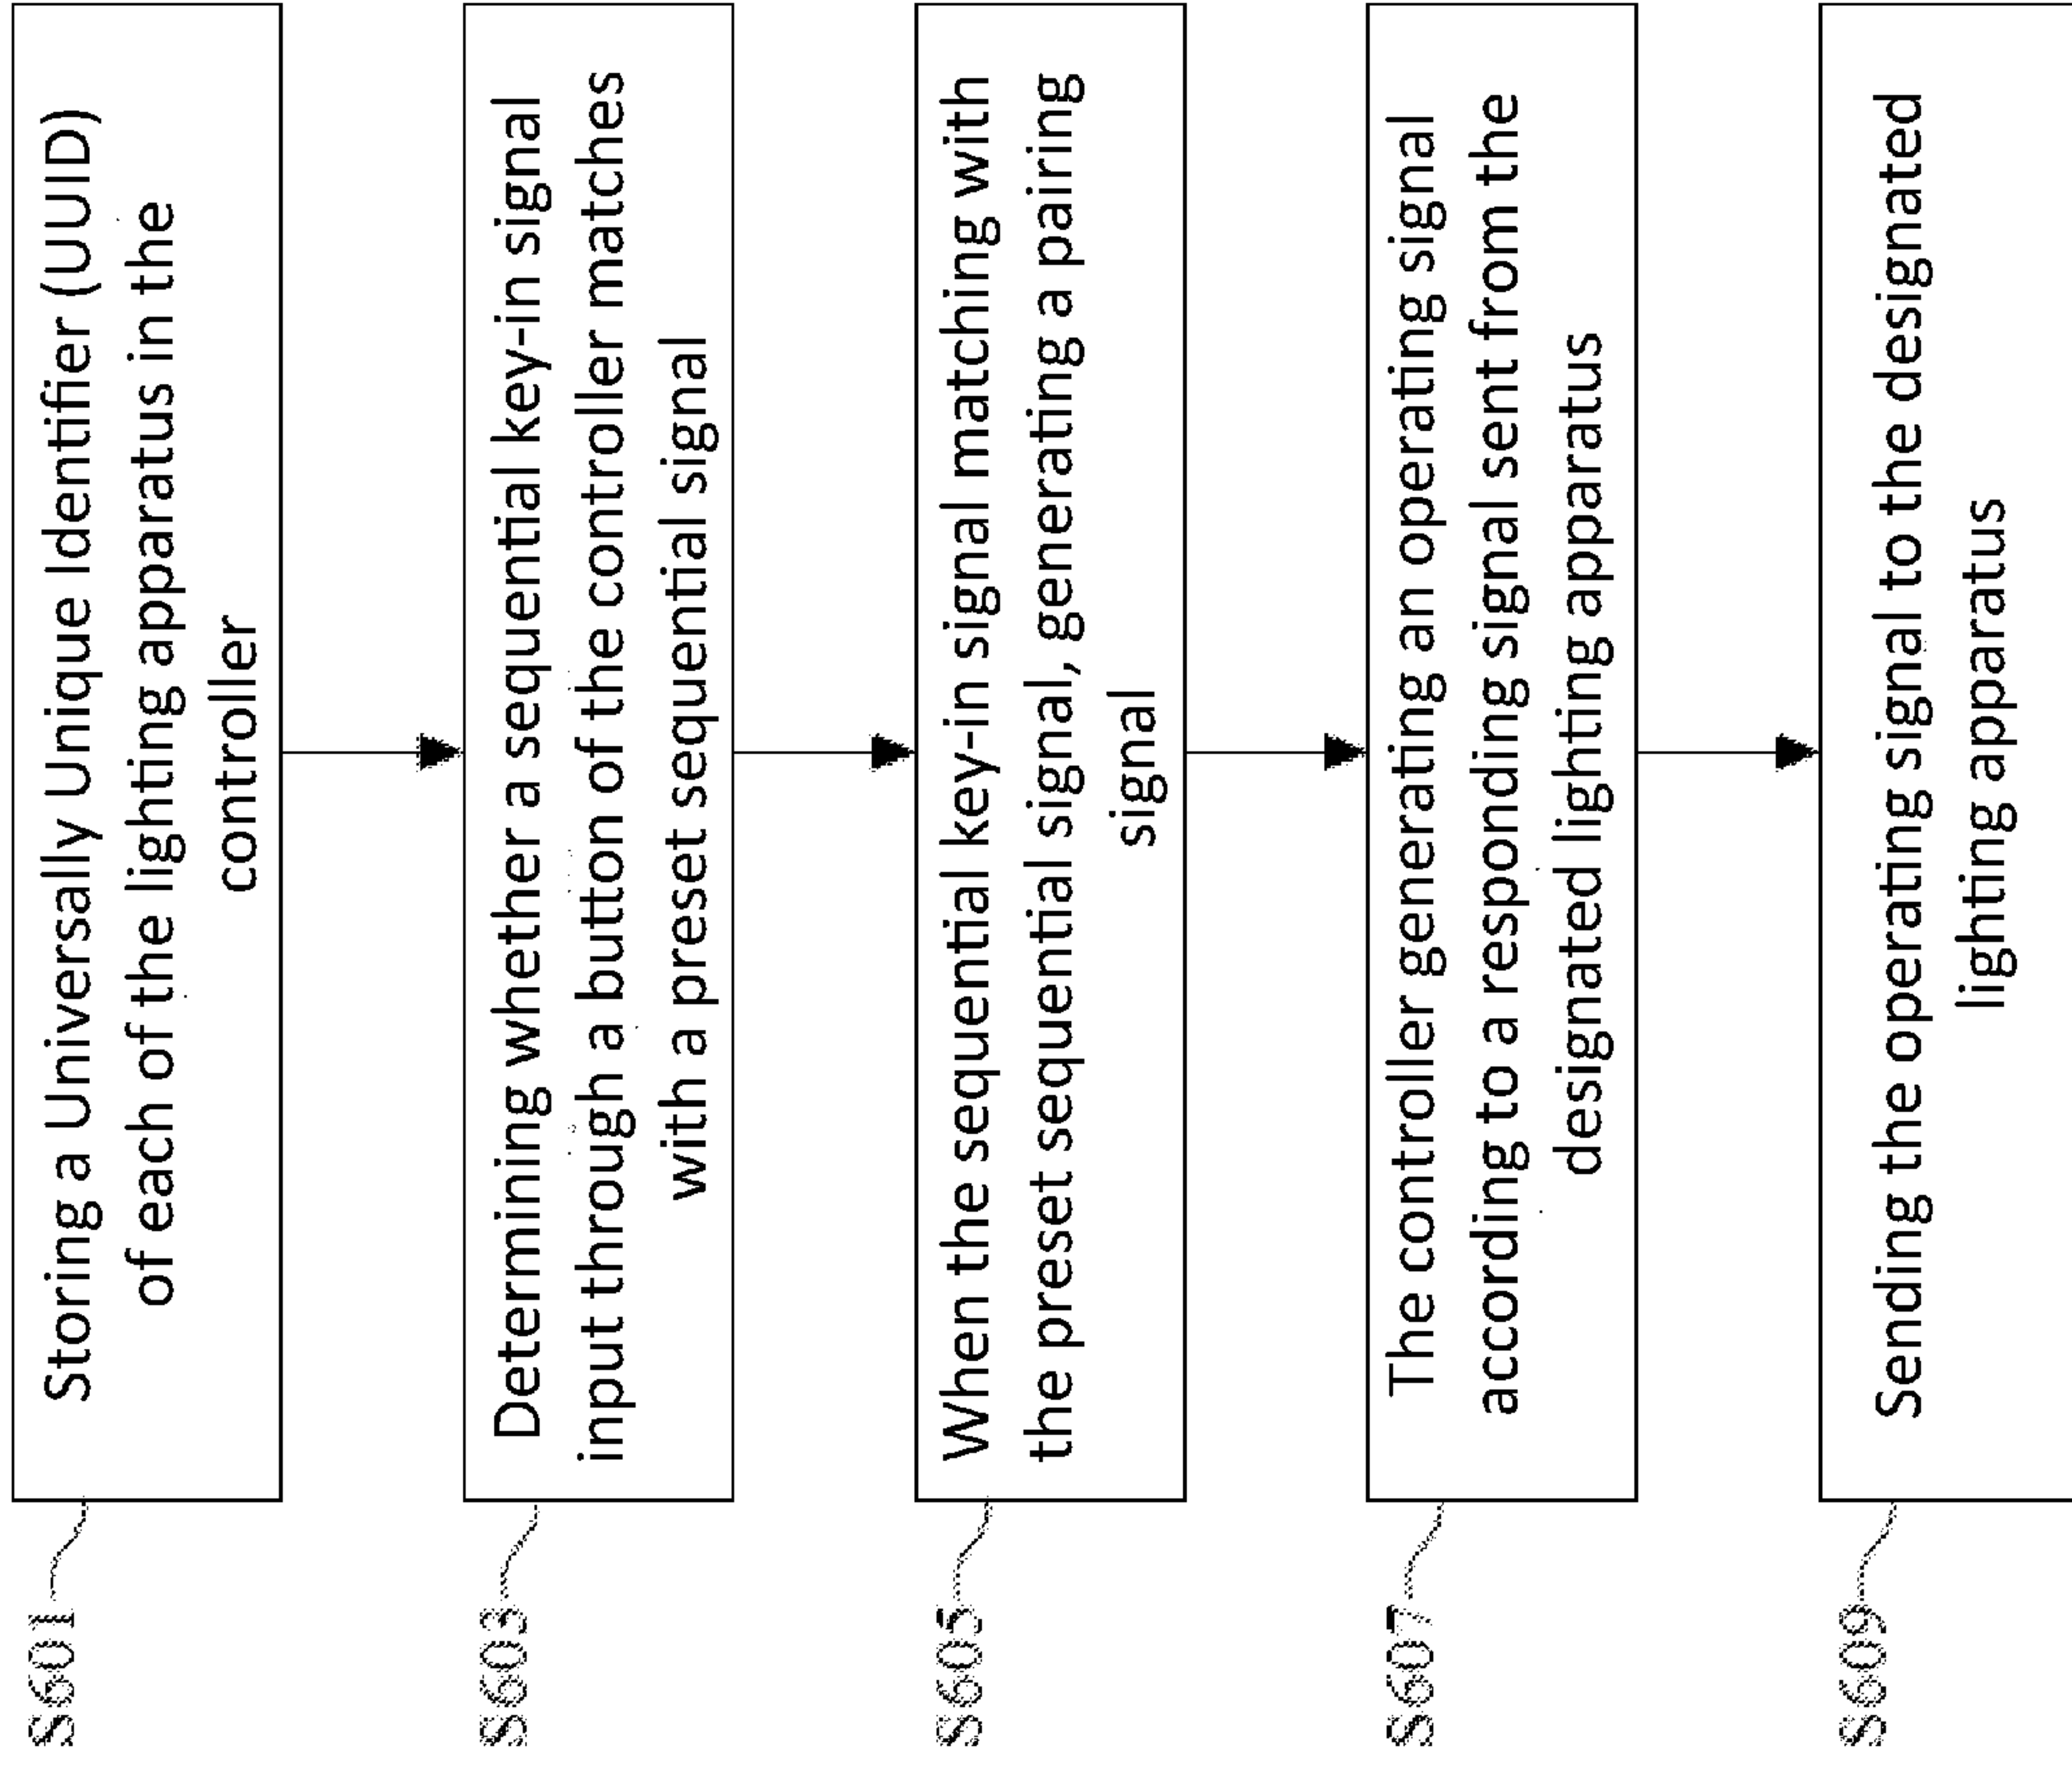 S601
Storing a Universally Unique Identifier (UUID)
of each of the lighting apparatus in the
controller
S603
Determining whether a sequential key-in signal
input through a button of the controller matches
with a preset sequential signal
S605
When the sequential key-in signal matching with
the preset sequential signal, generating a pairing
signal
S607
The controller generating an operating signal
according to a responding signal sent from the
designated lighting apparatus
S609
Sending the operating signal to the designated
lighting apparatus